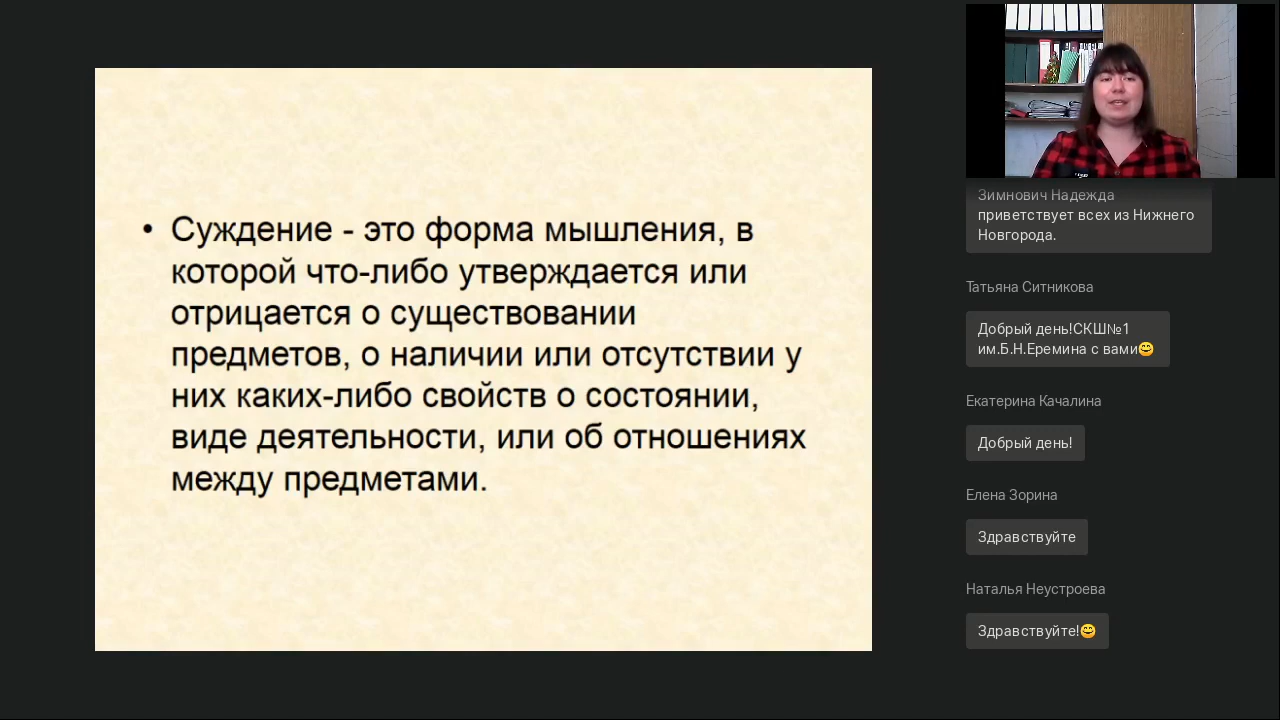 • Суждение - это форма мышления, в
которой что-либо утверждается или
отрицается о существовании
предметов, о наличии или отсутствии у
них каких-либо свойств о состоянии,
виде деятельности, или об отношениях
между предметами.
Зимнович Надежда
приветствует всех из Нижнего
Новгорода.
Татьяна Ситникова
Добрый день!СКШ№1
им.Б.Н.Еремина с вами😊
Екатерина Качалина
Добрый день!
Елена Зорина
Здравствуйте
Наталья Неустроева
Здравствуйте!😊